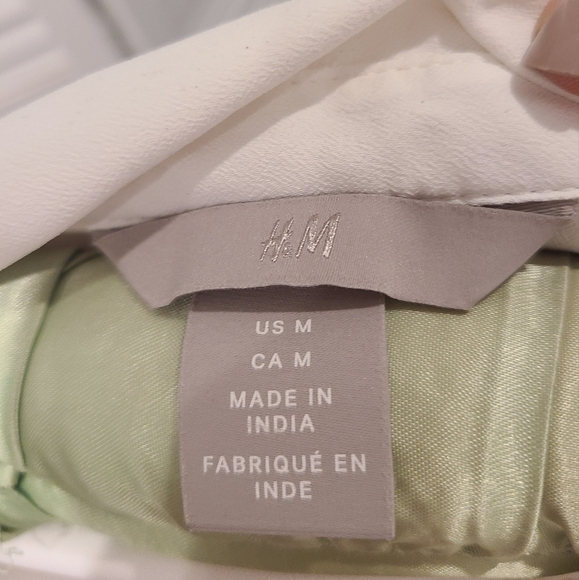 H&M
US M
CA M
MADE IN
INDIA
FABRIQUÉ EN
INDE